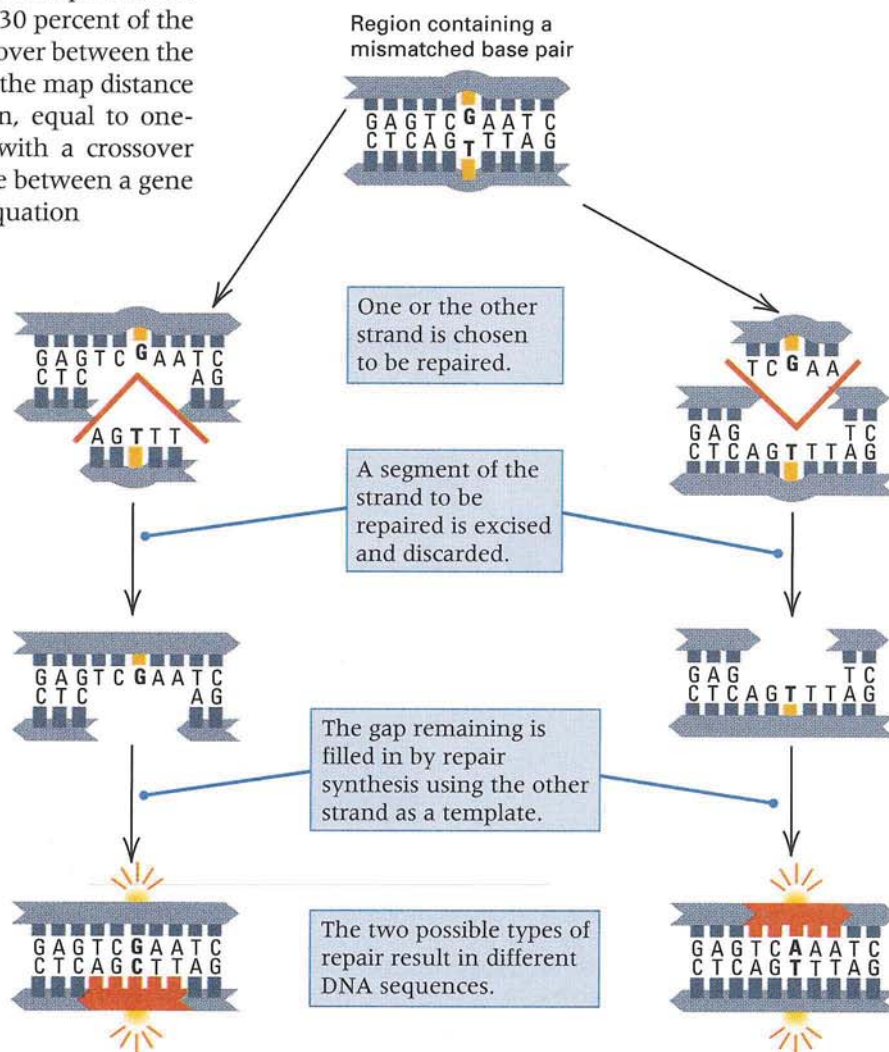 30 percent of the
over between the
the map distance
n, equal to one-
with a crossover
e between a gene
quation
Region containing a
mismatched base pair
G A G T C G A A T C
C T C A G T T T A G
One or the other
strand is chosen
to be repaired.
G A G T C G A A T C
C T C A G
A G T T T
T C G A A
G A G T C
C T C A G T T T A G
A segment of the
strand to be
repaired is excised
and discarded.
G A G T C G A A T C
C T C A G
G A G T C
C T C A G T T T A G
The gap remaining is
filled in by repair
synthesis using the other
strand as a template.
G A G T C G A A T C
C T C A G C T T A G
The two possible types of
repair result in different
DNA sequences.
G A G T C A A A T C
C T C A G T T T A G